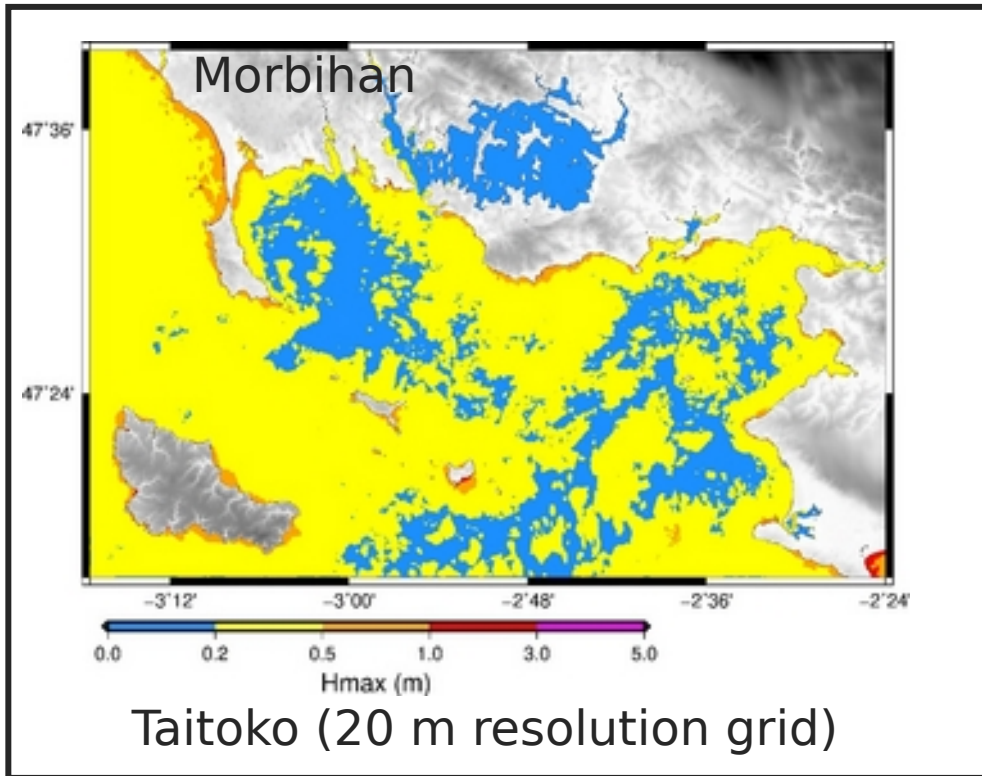 Morbihan
47°36'
47°24'
−3°12' −3°00' −2°48' −2°36' −2°24'
0.0 0.2 0.5 1.0 3.0 5.0
Hmax (m)
Taitoko (20 m resolution grid)